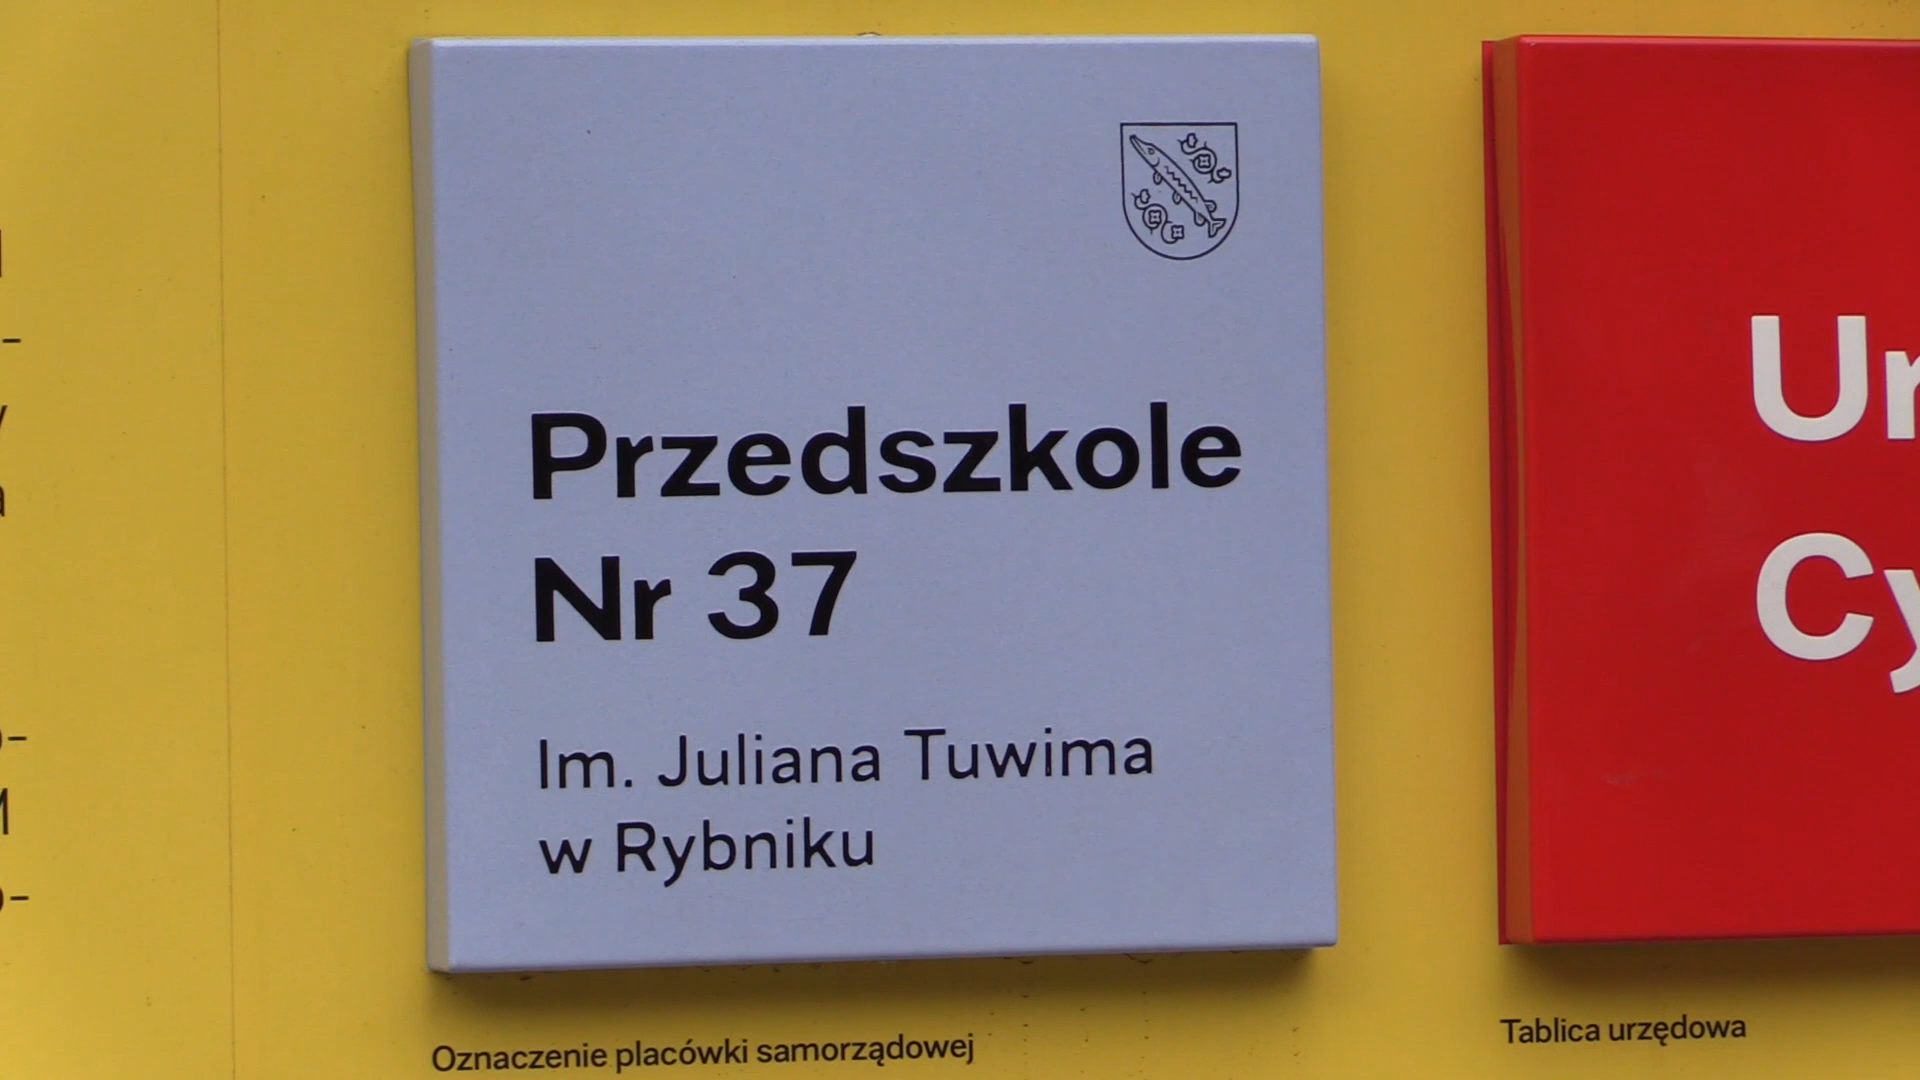 Przedszkole
Nr 37
Im. Juliana Tuwima
w Rybniku
Oznaczenie placówki samorządowej
Tablica urzędowa